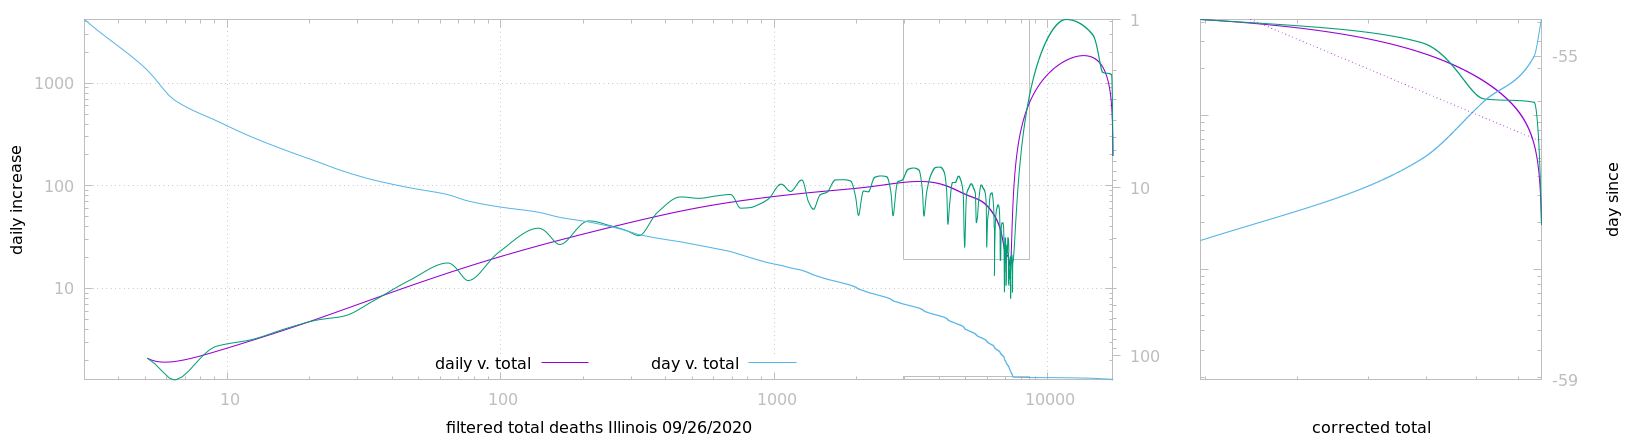 1
1000
-55
daily increase
100
10
day since
10
daily v. total
day v. total
100
-59
10
100
1000
10000
filtered total deaths Illinois 09/26/2020
corrected total